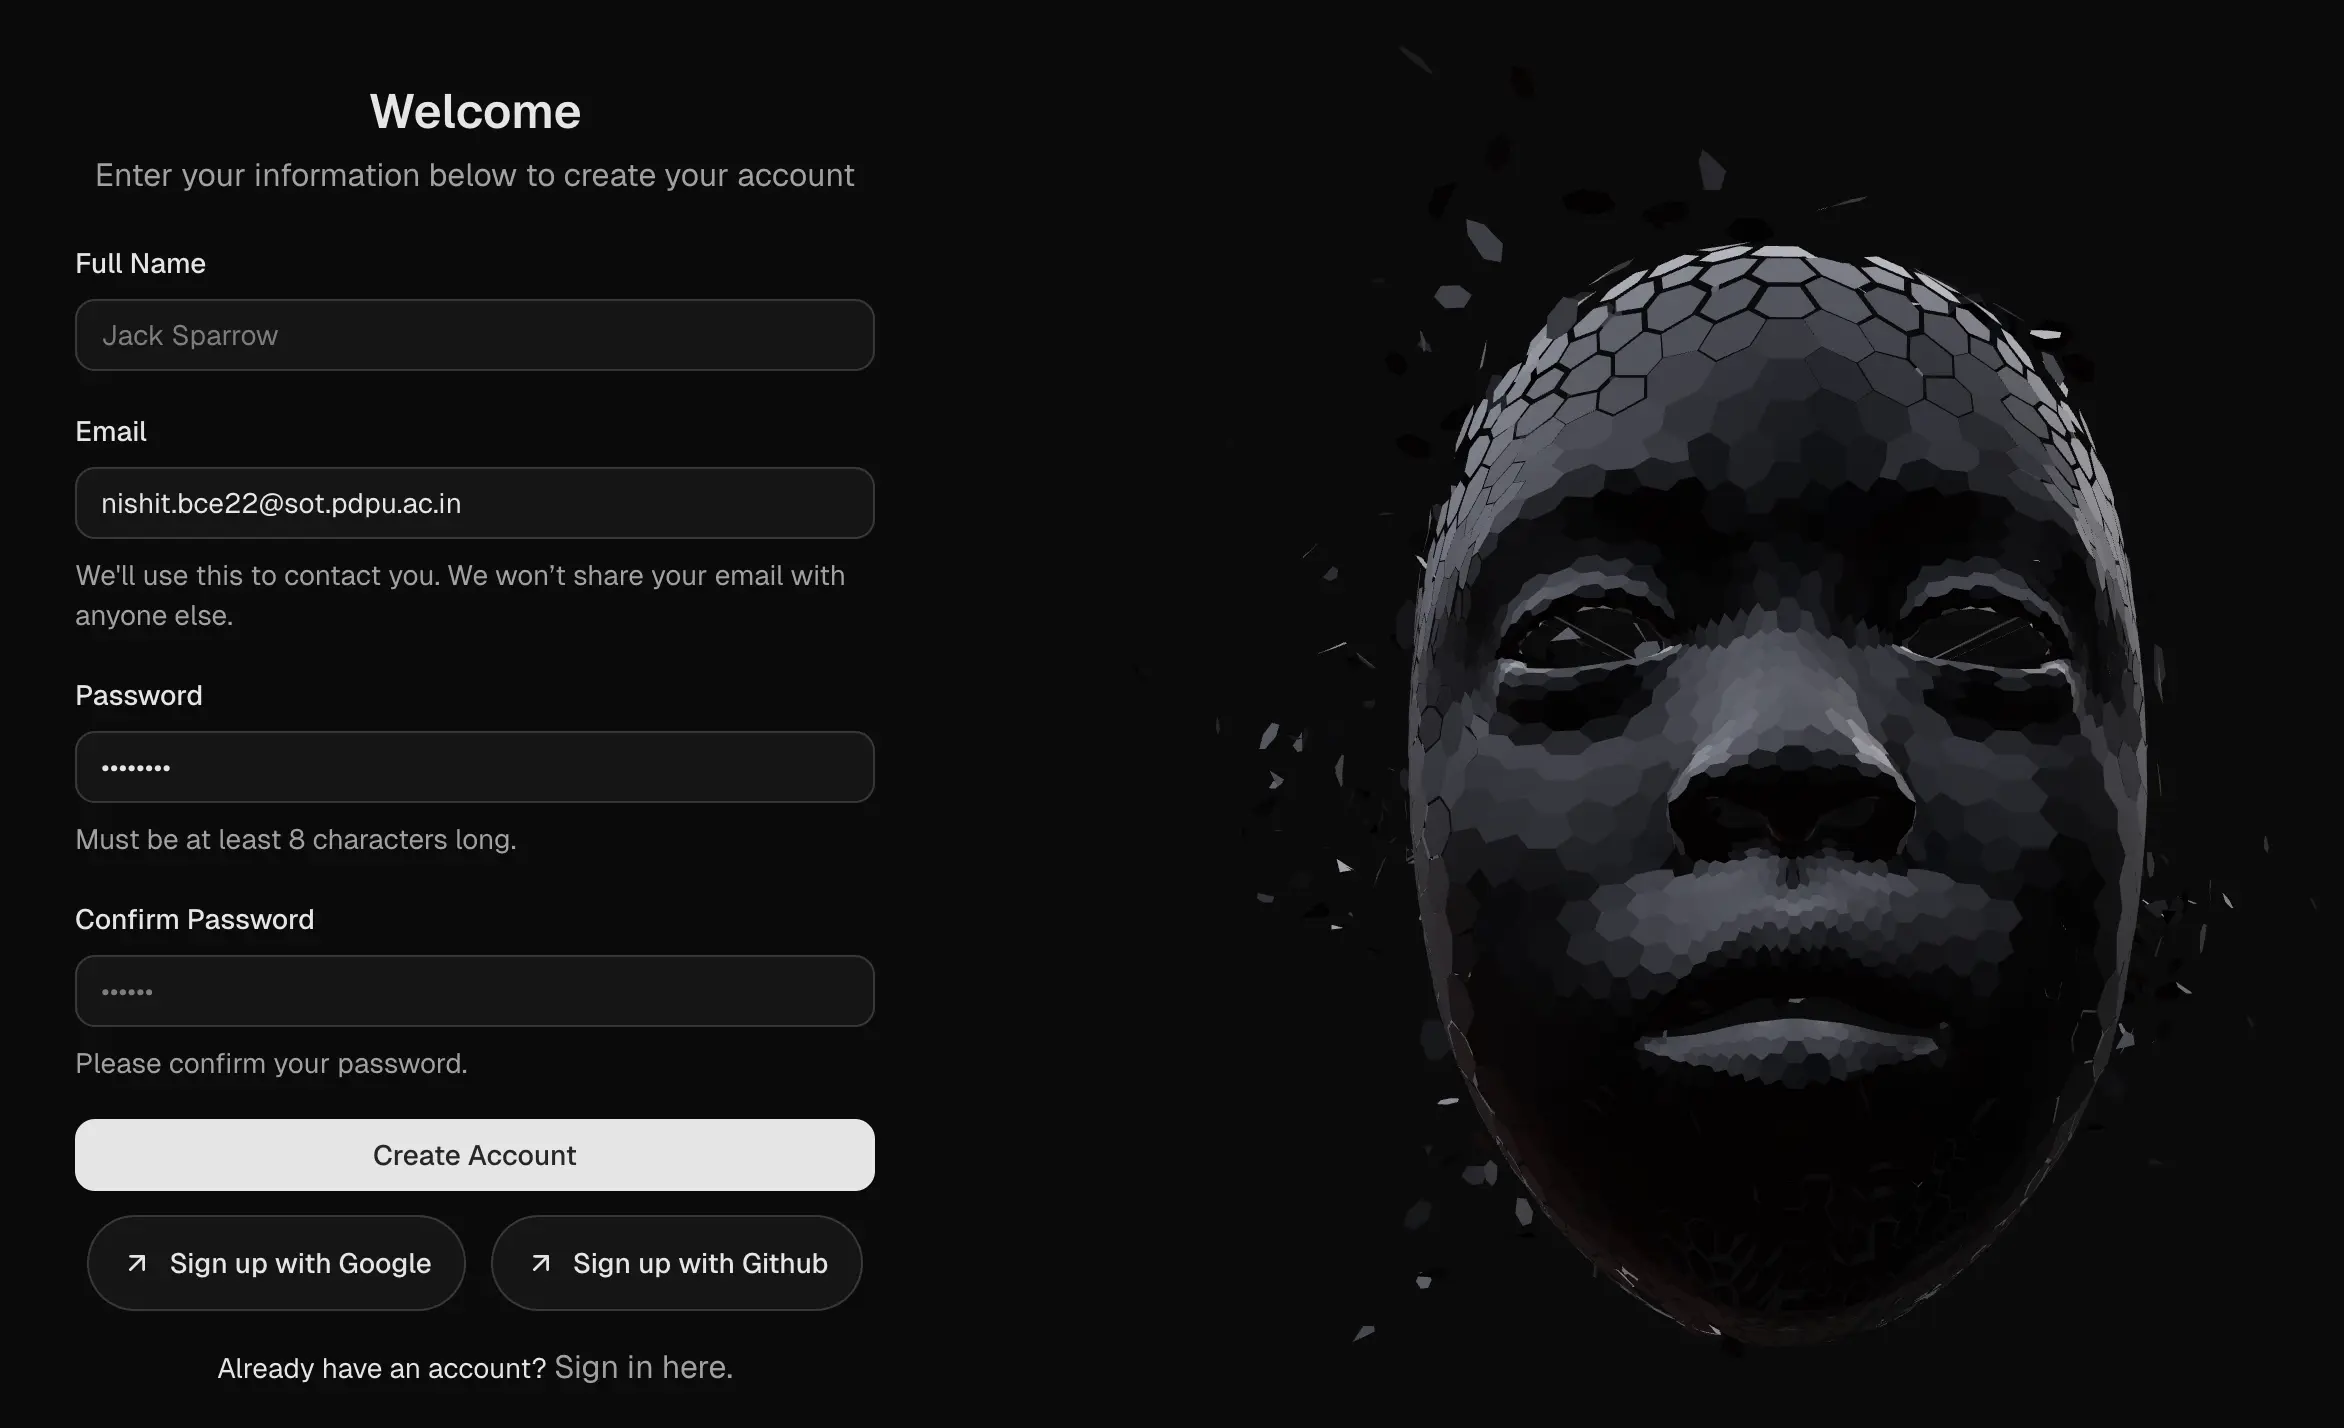 Welcome
Enter your information below to create your account
Full Name
Jack Sparrow
Email
nishit.bce22@sot.pdpu.ac.in
We'll use this to contact you. We won’t share your email with
anyone else.
Password
••••••••
Must be at least 8 characters long.
Confirm Password
••••••
Please confirm your password.
Create Account
Sign up with Google
Sign up with Github
Already have an account? Sign in here.